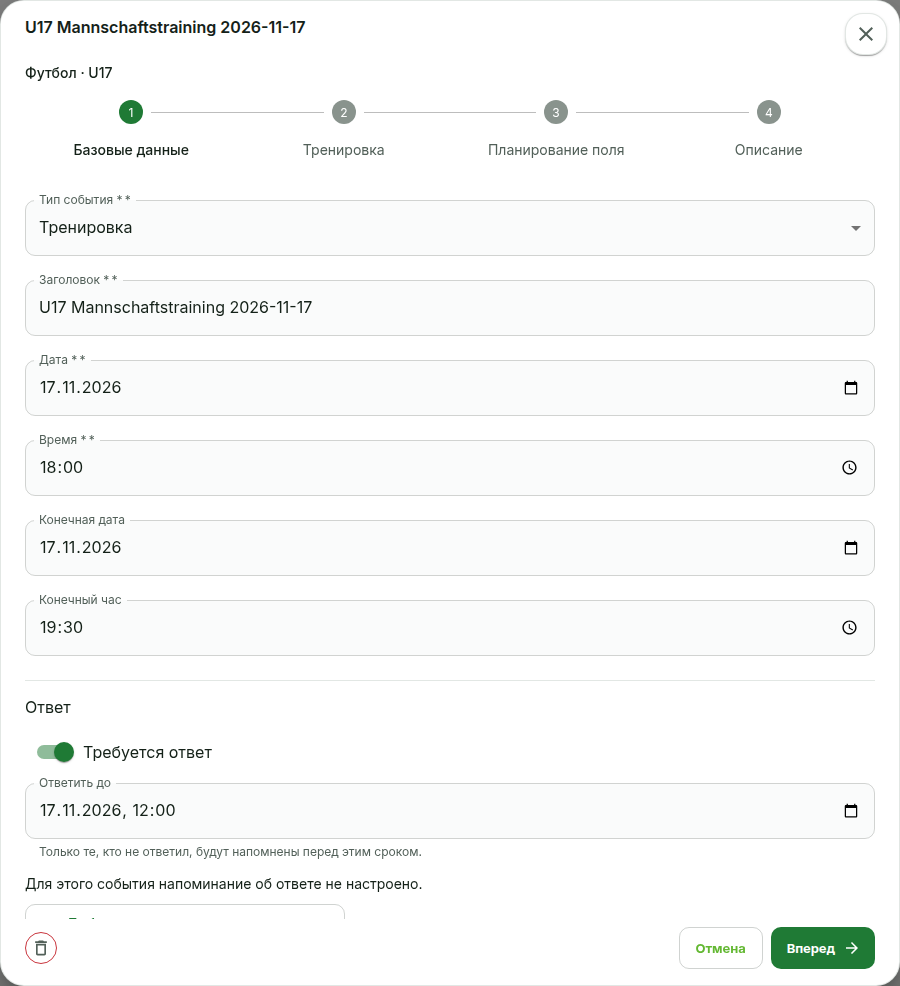 U17 Mannschaftstraining 2026-11-17
Футбол · U17
1
2
3
4
Базовые данные
Тренировка
Планирование поля
Описание
Тип события * *
Тренировка
Заголовок * *
U17 Mannschaftstraining 2026-11-17
Дата * *
17.11.2026
Время * *
18:00
Конечная дата
17.11.2026
Конечный час
19:30
Ответ
Требуется ответ
Ответить до
17.11.2026, 12:00
Только те, кто не ответил, будут напомнены перед этим сроком.
Для этого события напоминание об ответе не настроено.
Отмена
Вперед